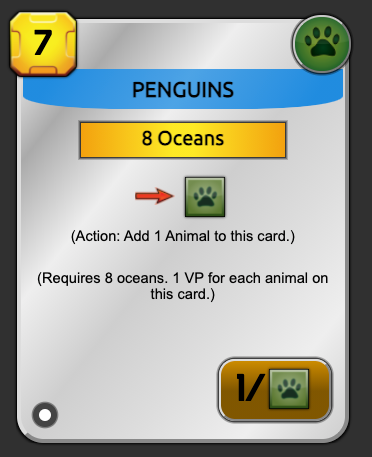 7
PENGUINS
8 Oceans
(Action: Add 1 Animal to this card.)
(Requires 8 oceans. 1 VP for each animal on
this card.)
1/